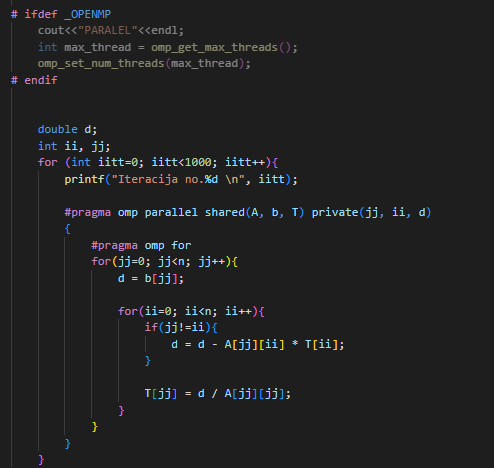 # ifdef _OPENMP
    cout<<"PARALEL"<<endl;
    int max_thread = omp_get_max_threads();
    omp_set_num_threads(max_thread);
# endif
    double d;
    int ii, jj;
    for (int iitt=0; iitt<1000; iitt++){
        printf("Iteracija no.%d \n", iitt);
        #pragma omp parallel shared(A, b, T) private(jj, ii, d)
        {
            #pragma omp for
            for(jj=0; jj<n; jj++){
                d = b[jj];
                for(ii=0; ii<n; ii++){
                    if(jj!=ii){
                        d = d - A[jj][ii] * T[ii];
                    }
                    T[jj] = d / A[jj][jj];
                }
            }
        }
    }